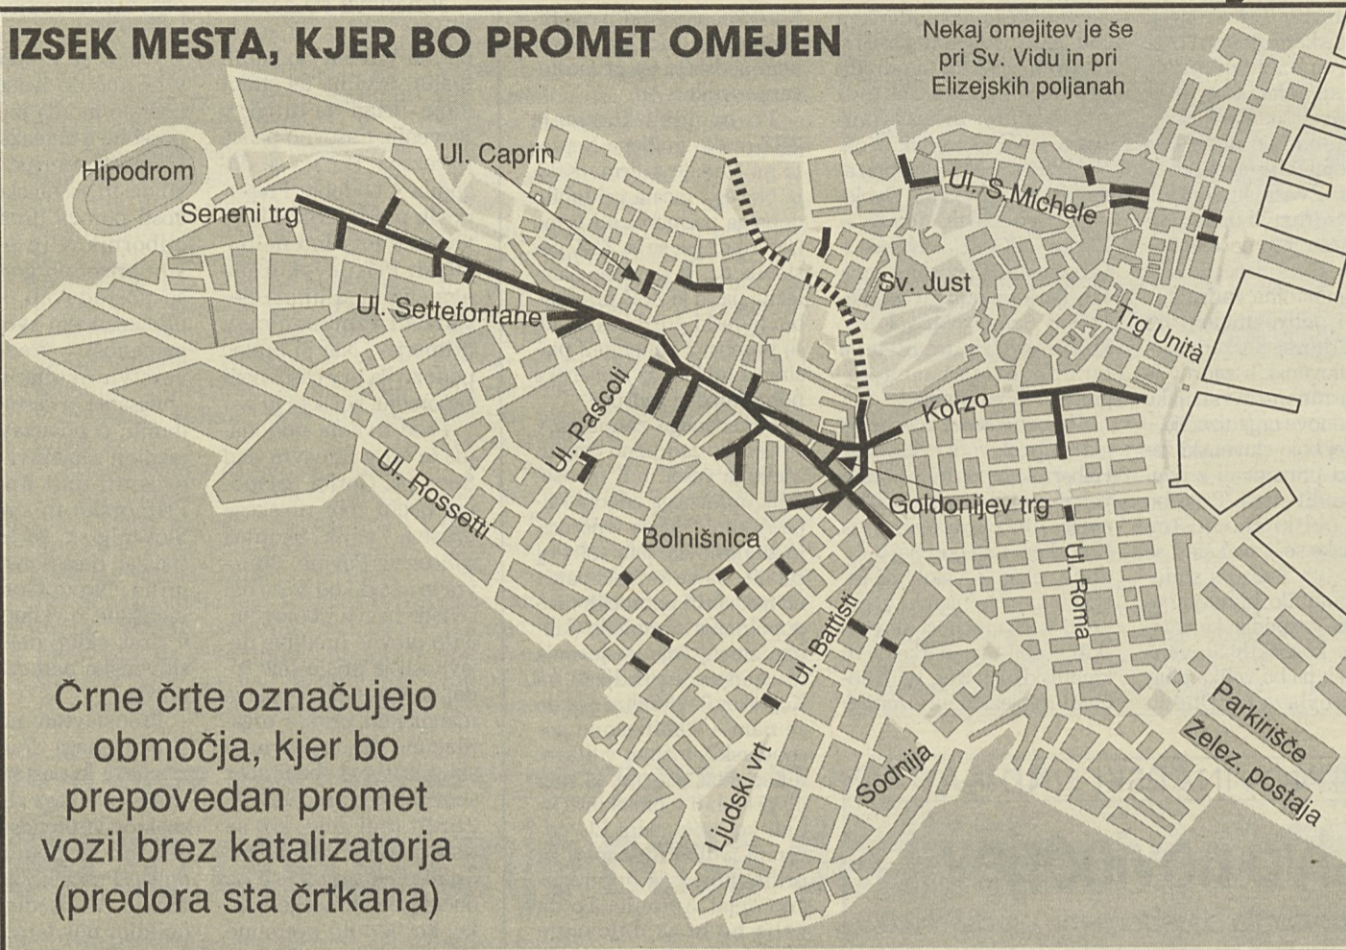 IZSEK MESTA, KJER BO PROMET OMEJEN
Nekaj omejitev je še
pri Sv. Vidu in pri
Elizejskih poljanah
Hipodrom
Ul. Caprin
Seneni trg
Ul. S.Michele
Sv. Just
Ul. Settefontane
Trg Unità
Ul. Pascoli
Korzo
Ul. Rossetti
Goldonijev trg
Bolnišnica
Ul. Roma
Ul. Battisti
Parkirišče
Želez. postaja
Sodnija
Ljudski vrt
Črne črte označujejo
območja, kjer bo
prepovedan promet
vozil brez katalizatorja
(predora sta črtkana)